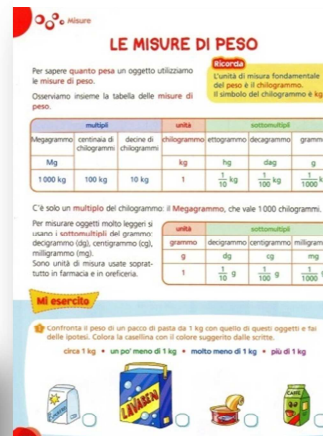 Misure
LE MISURE DI PESO
Per sapere quanto pesa un oggetto utilizziamo
le misure di peso.
Osserviamo insieme la tabella delle misure di
peso.
Ricorda
L'unità di misura fondamentale
del peso è il chilogrammo.
Il simbolo del chilogrammo è kg
multipli unità sottomultipli
Megagrammo centinaia di chilogrammi decine di chilogrammi chilogrammo ettogrammo decagrammo gramm
Mg kg hg dag g
1 000 kg 100 kg 10 kg 1 1/10 kg 1/100 kg 1/1000 k
C'è solo un multiplo del chilogrammo: il Megagrammo, che vale 1 000 chilogrammi.
Per misurare oggetti molto leggeri si
usano i sottomultipli del grammo:
decigrammo (dg), centigrammo (cg),
milligrammo (mg).
Sono unità di misura usate soprat-
tutto in farmacia e in oreficeria.
unità sottomultipli
grammo decigrammo centigrammo milligram
g dg cg mg
1 1/10 g 1/100 g 1/1000
Mi esercito
1 Confronta il peso di un pacco di pasta da 1 kg con quello di questi oggetti e fai
delle ipotesi. Colora la casellina con il colore suggerito dalle scritte.
circa 1 kg • un po' meno di 1 kg • molto meno di 1 kg • più di 1 kg
LAVABEN